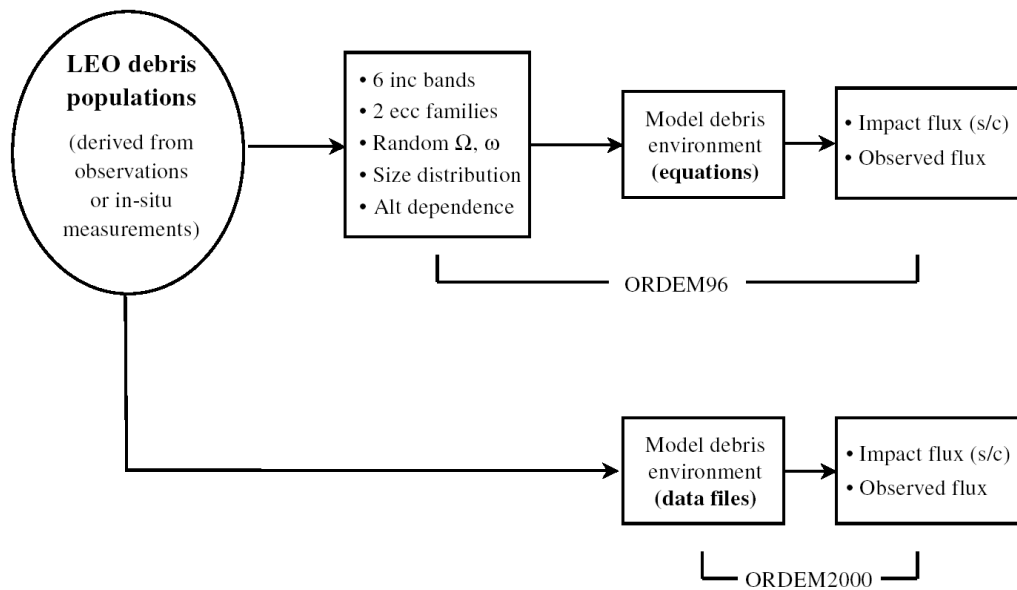 LEO debris
populations
(derived from
observations
or in-situ
measurements)
• 6 inc bands
• 2 ecc families
• Random Ω, ω
• Size distribution
• Alt dependence
Model debris
environment
(equations)
• Impact flux (s/c)
• Observed flux
ORDEM96
Model debris
environment
(data files)
• Impact flux (s/c)
• Observed flux
ORDEM2000